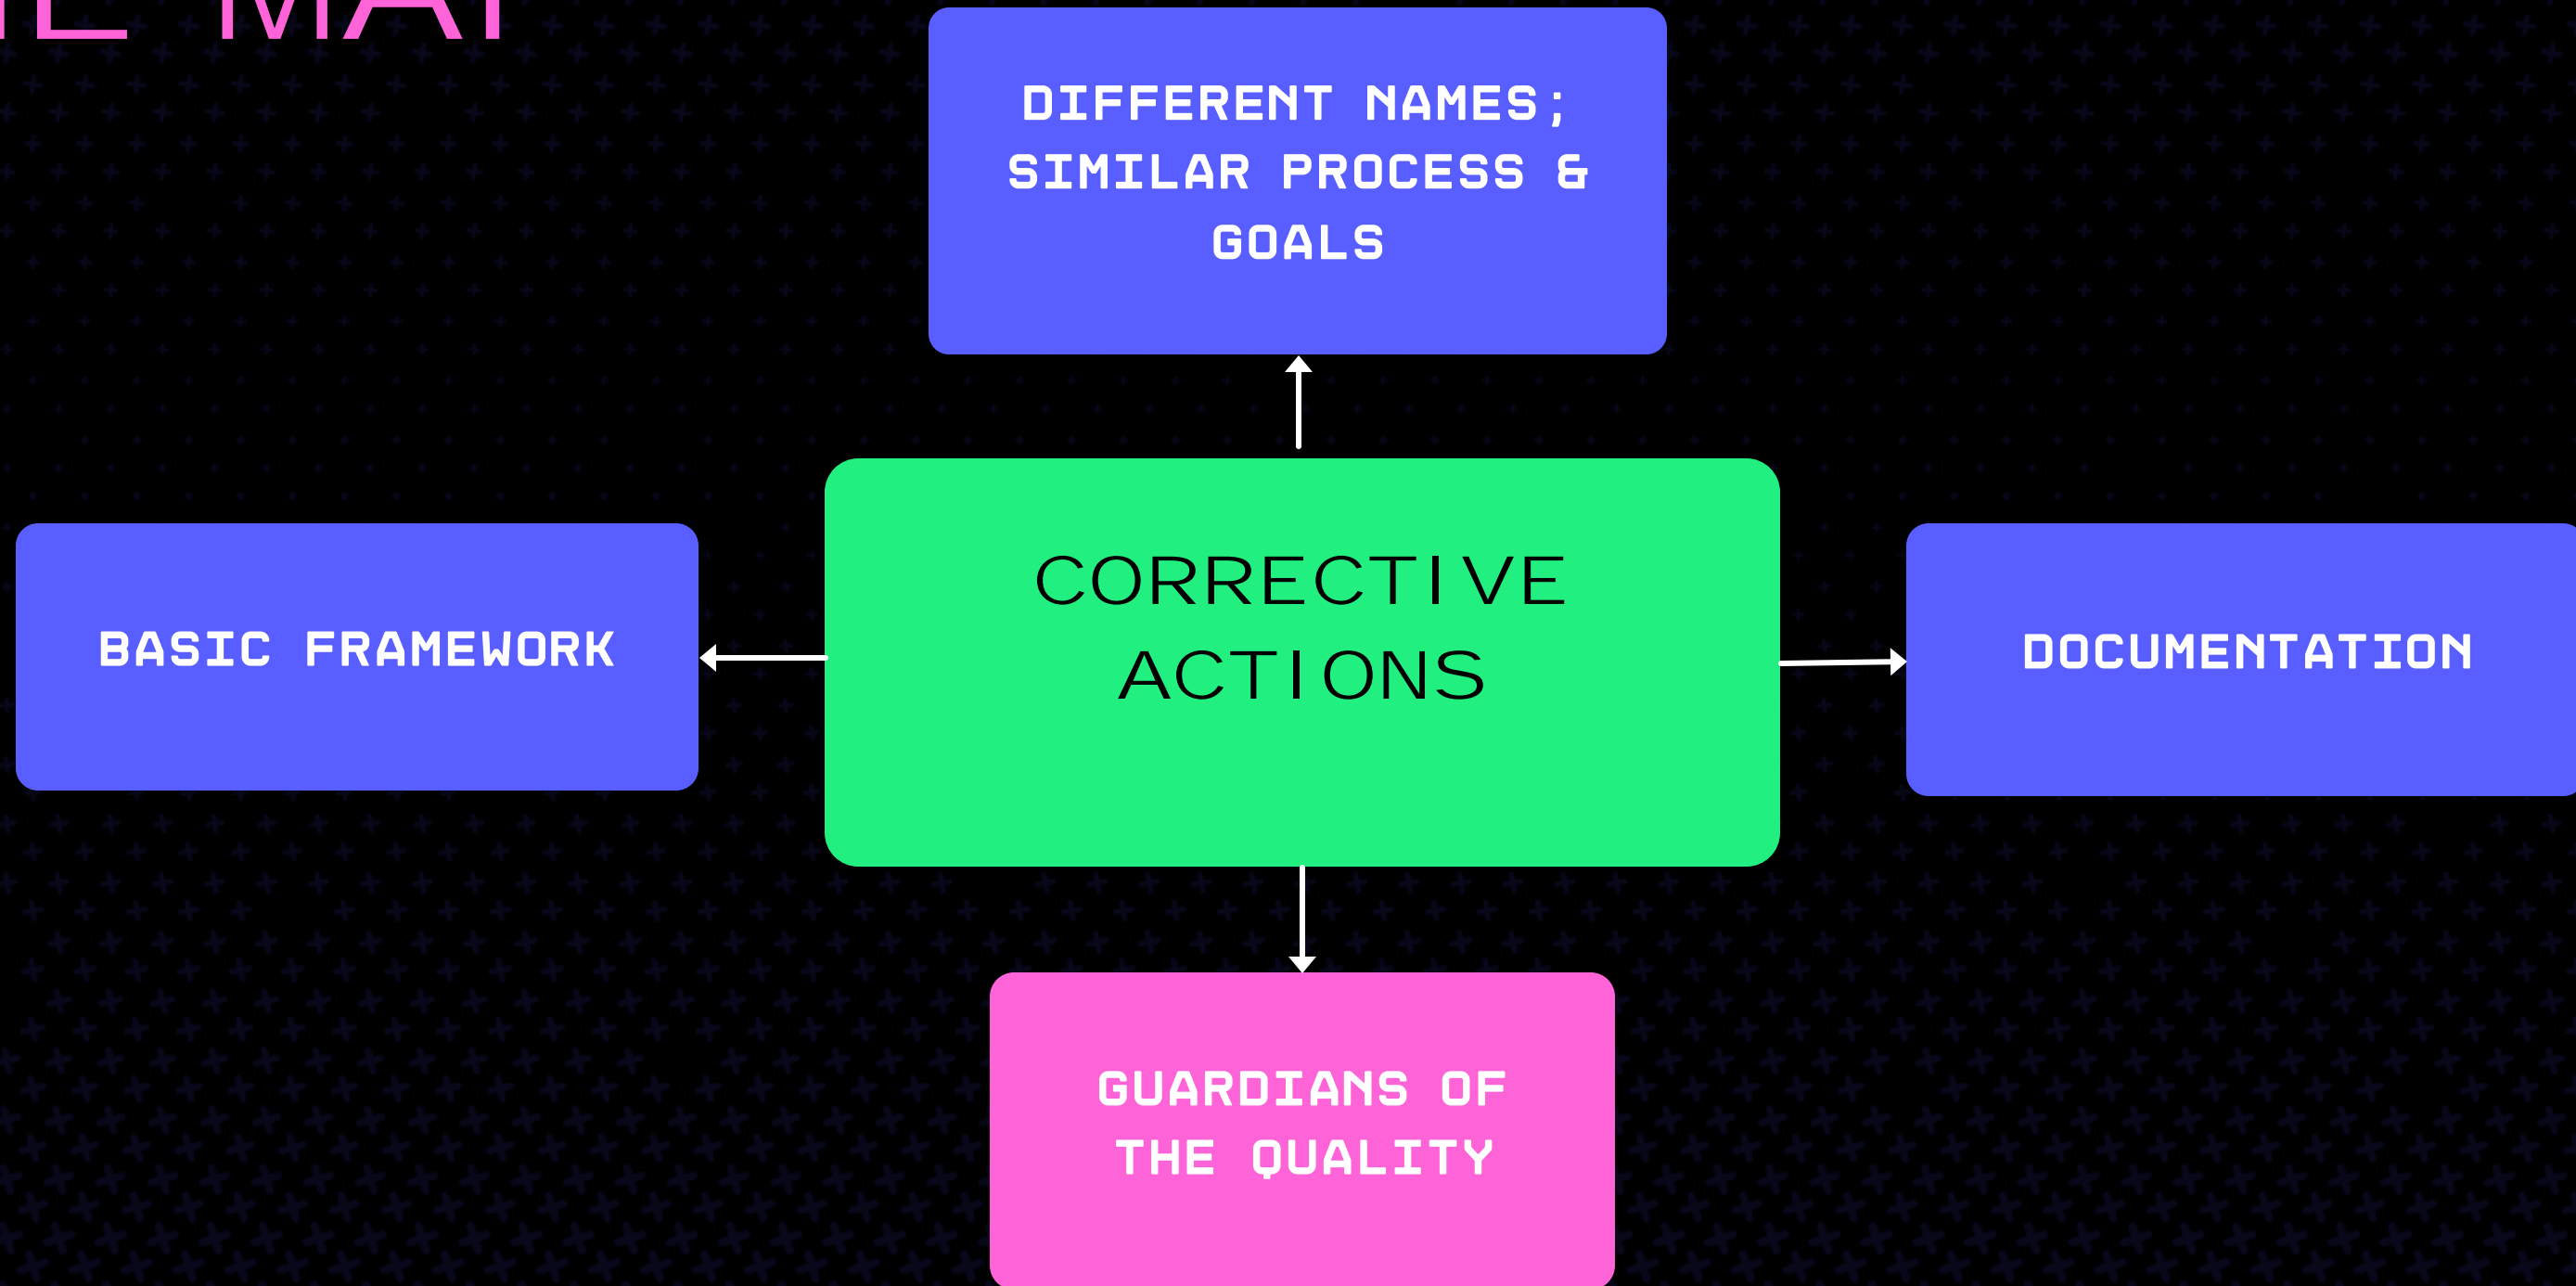 DIFFERENT NAMES;
SIMILAR PROCESS &
GOALS
CORRECTIVE
ACTIONS
BASIC FRAMEWORK
DOCUMENTATION
GUARDIANS OF
THE QUALITY